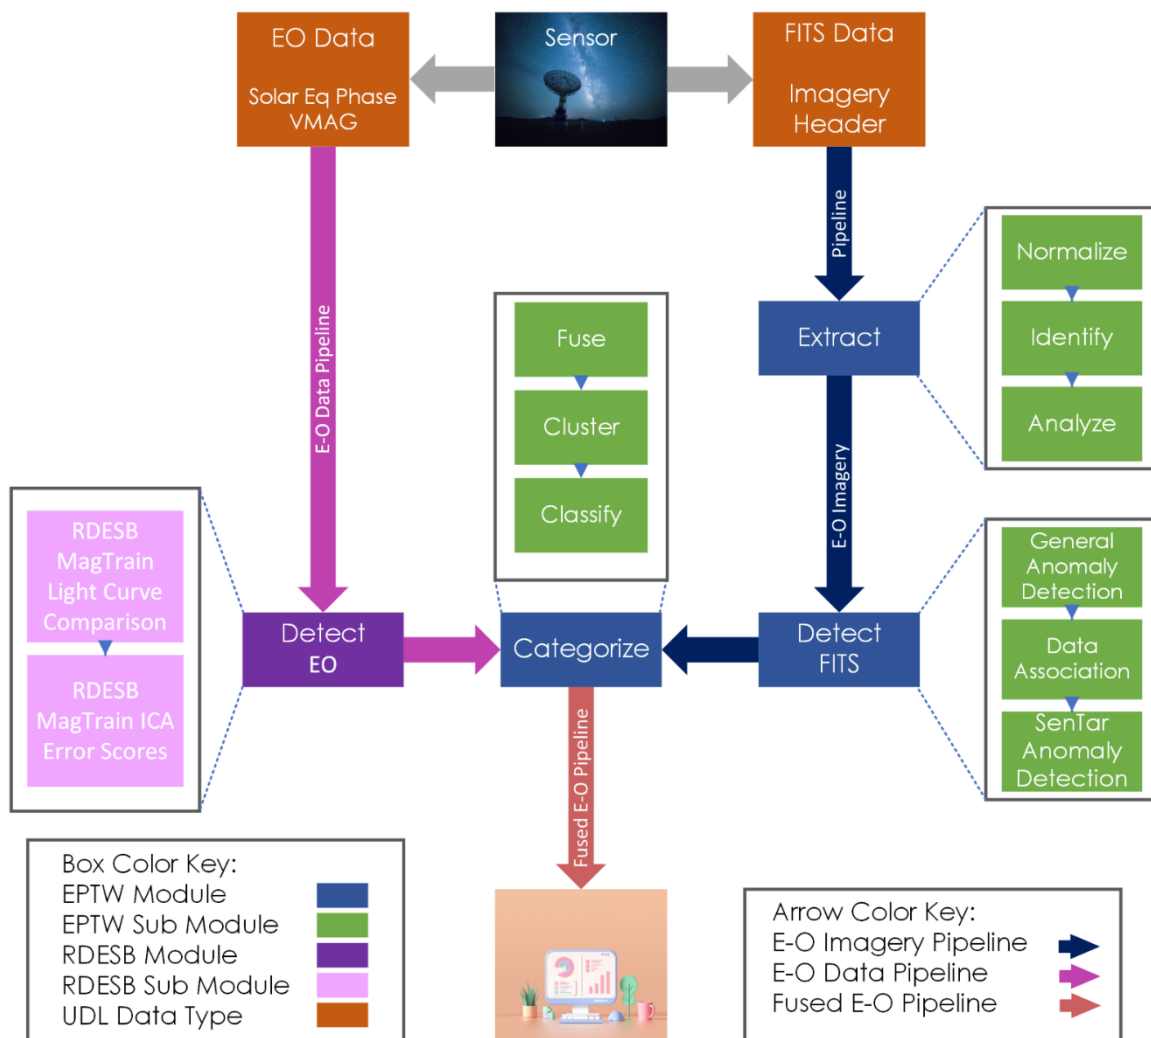 EO Data
Solar Eq Phase
VMAG
Sensor
FITS Data
Imagery
Header
Pipeline
E-O Data Pipeline
Extract
Normalize
Identify
Analyze
Fuse
Cluster
Classify
E-O Imagery
RDESB
MagTrain
Light Curve
Comparison
RDESB
MagTrain ICA
Error Scores
Detect
EO
Categorize
Detect
FITS
General
Anomaly
Detection
Data
Association
SenTar
Anomaly
Detection
Fused E-O Pipeline
Box Color Key:
EPTW Module
EPTW Sub Module
RDESB Module
RDESB Sub Module
UDL Data Type
Arrow Color Key:
E-O Imagery Pipeline
E-O Data Pipeline
Fused E-O Pipeline